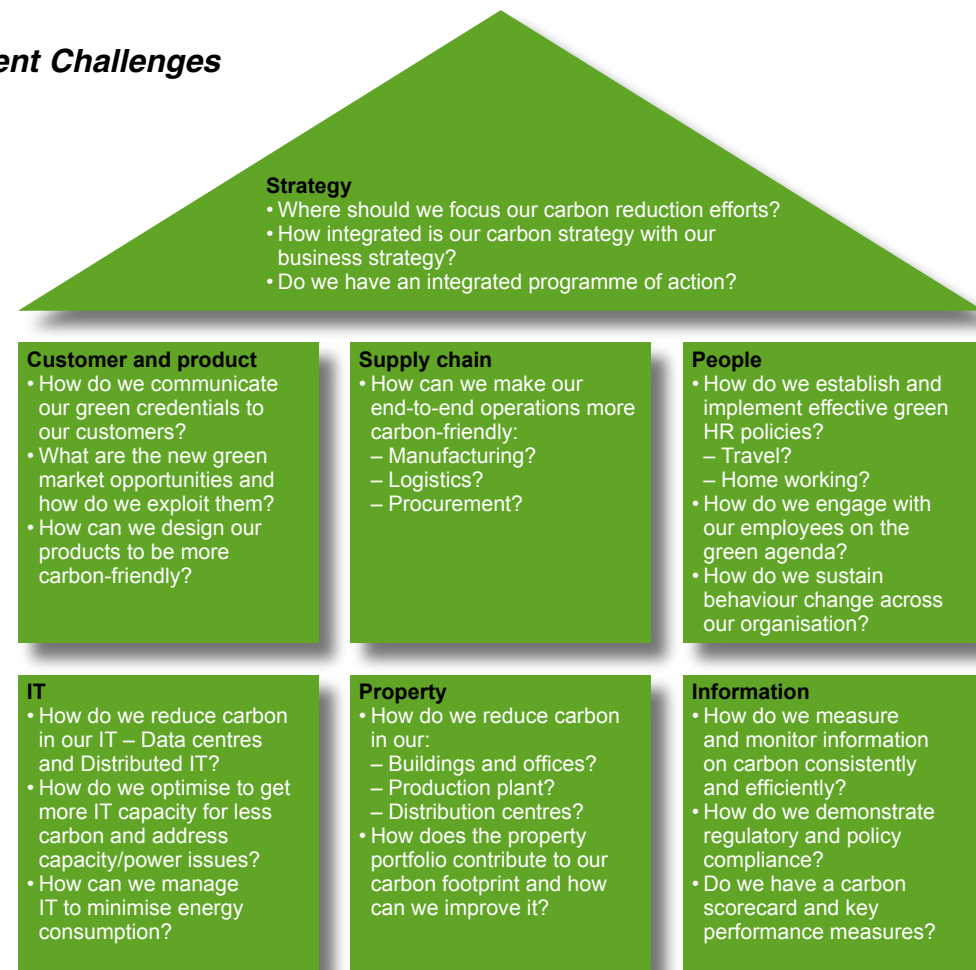 ent Challenges
Strategy
• Where should we focus our carbon reduction efforts?
• How integrated is our carbon strategy with our
business strategy?
• Do we have an integrated programme of action?
Customer and product
• How do we communicate
our green credentials to
our customers?
• What are the new green
market opportunities and
how do we exploit them?
• How can we design our
products to be more
carbon-friendly?
Supply chain
• How can we make our
end-to-end operations more
carbon-friendly:
– Manufacturing?
– Logistics?
– Procurement?
People
• How do we establish and
implement effective green
HR policies?
– Travel?
– Home working?
• How do we engage with
our employees on the
green agenda?
• How do we sustain
behaviour change across
our organisation?
IT
• How do we reduce carbon
in our IT – Data centres
and Distributed IT?
• How do we optimise to get
more IT capacity for less
carbon and address
capacity/power issues?
• How can we manage
IT to minimise energy
consumption?
Property
• How do we reduce carbon
in our:
– Buildings and offices?
– Production plant?
– Distribution centres?
• How does the property
portfolio contribute to our
carbon footprint and how
can we improve it?
Information
• How do we measure
and monitor information
on carbon consistently
and efficiently?
• How do we demonstrate
regulatory and policy
compliance?
• Do we have a carbon
scorecard and key
performance measures?